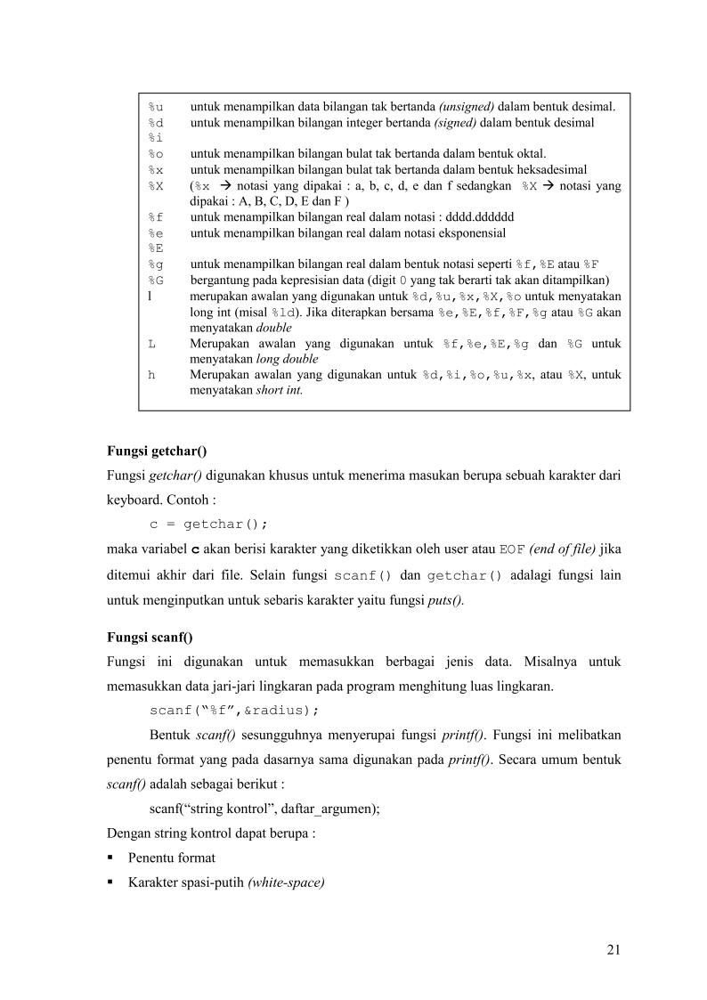 %u untuk menampilkan data bilangan tak bertanda (unsigned) dalam bentuk desimal.
%d untuk menampilkan bilangan integer bertanda (signed) dalam bentuk desimal
%i
%o untuk menampilkan bilangan bulat tak bertanda dalam bentuk oktal.
%x untuk menampilkan bilangan bulat tak bertanda dalam bentuk heksadesimal
%X (%x → notasi yang dipakai : a, b, c, d, e dan f sedangkan %X → notasi yang
dipakai : A, B, C, D, E dan F )
%f untuk menampilkan bilangan real dalam notasi : dddd.dddddd
%e untuk menampilkan bilangan real dalam notasi eksponensial
%E
%g untuk menampilkan bilangan real dalam bentuk notasi seperti %f,%E atau %F
%G bergantung pada kepresisian data (digit 0 yang tak berarti tak akan ditampilkan)
l merupakan awalan yang digunakan untuk %d,%u,%x,%X,%o untuk menyatakan
long int (misal %ld). Jika diterapkan bersama %e,%E,%f,%F,%g atau %G akan
menyatakan double
L Merupakan awalan yang digunakan untuk %f,%e,%E,%g dan %G untuk
menyatakan long double
h Merupakan awalan yang digunakan untuk %d,%i,%o,%u,%x, atau %X, untuk
menyatakan short int.
Fungsi getchar()
Fungsi getchar() digunakan khusus untuk menerima masukan berupa sebuah karakter dari
keyboard. Contoh :
c = getchar();
maka variabel c akan berisi karakter yang diketikkan oleh user atau EOF (end of file) jika
ditemui akhir dari file. Selain fungsi scanf() dan getchar() adalagi fungsi lain
untuk menginputkan untuk sebaris karakter yaitu fungsi puts().
Fungsi scanf()
Fungsi ini digunakan untuk memasukkan berbagai jenis data. Misalnya untuk
memasukkan data jari-jari lingkaran pada program menghitung luas lingkaran.
scanf(“%f”,&radius);
Bentuk scanf() sesungguhnya menyerupai fungsi printf(). Fungsi ini melibatkan
penentu format yang pada dasarnya sama digunakan pada printf(). Secara umum bentuk
scanf() adalah sebagai berikut :
scanf(“string kontrol”, daftar_argumen);
Dengan string kontrol dapat berupa :
▪ Penentu format
▪ Karakter spasi-putih (white-space)
21